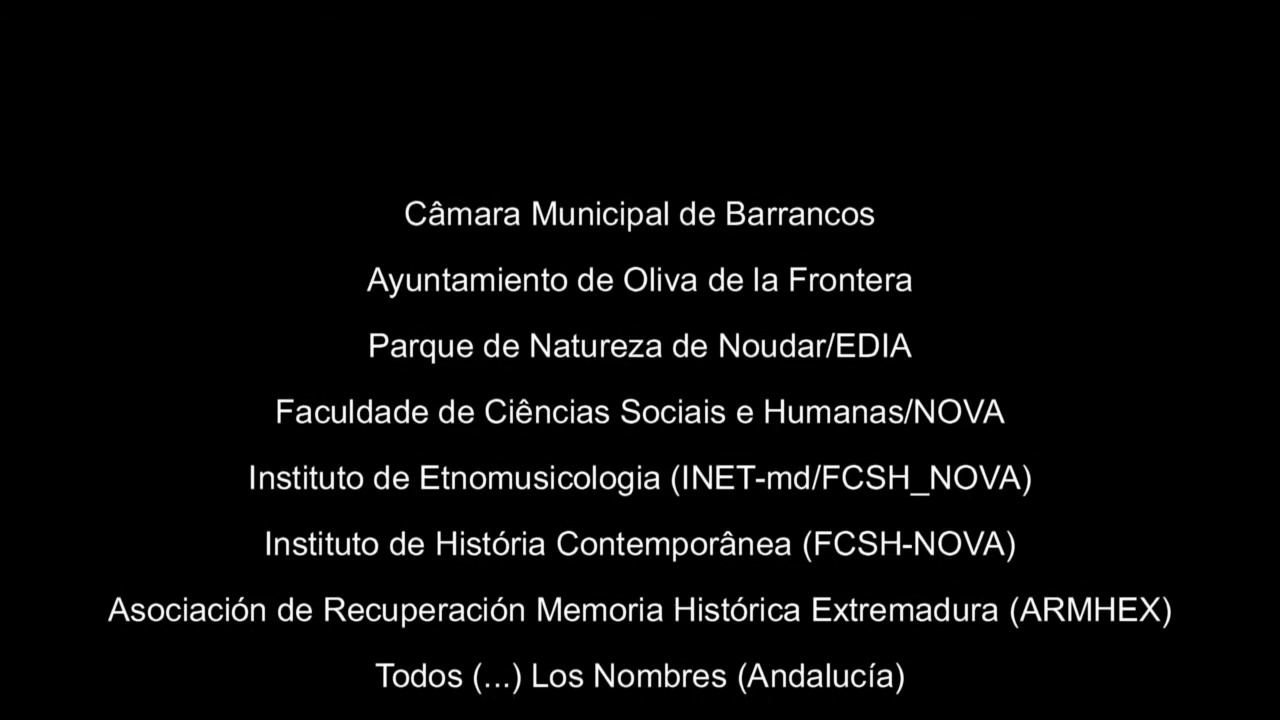 Câmara Municipal de Barrancos
Ayuntamiento de Oliva de la Frontera
Parque de Natureza de Noudar/EDIA
Faculdade de Ciências Sociais e Humanas/NOVA
Instituto de Etnomusicologia (INET-md/FCSH_NOVA)
Instituto de História Contemporânea (FCSH-NOVA)
Asociación de Recuperación Memoria Histórica Extremadura (ARMHEX)
Todos (...) Los Nombres (Andalucía)